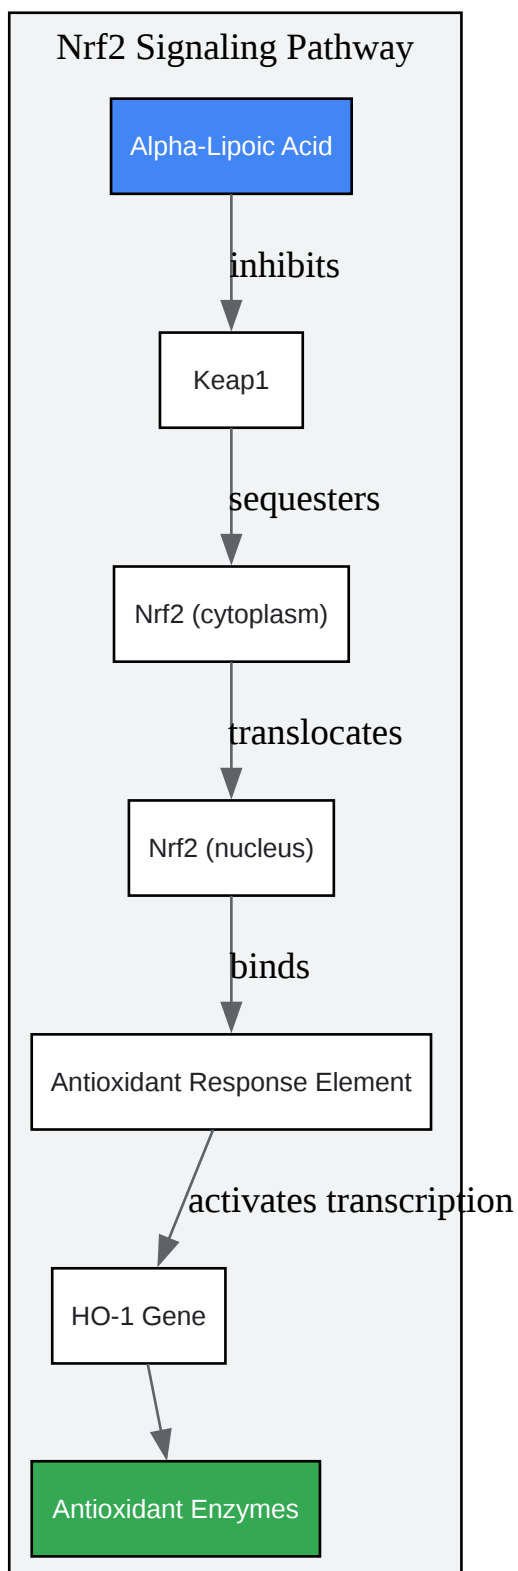 Nrf2 Signaling Pathway
Alpha-Lipoic Acid
inhibits
Keap1
sequesters
Nrf2 (cytoplasm)
translocates
Nrf2 (nucleus)
binds
Antioxidant Response Element
activates transcription
HO-1 Gene
Antioxidant Enzymes